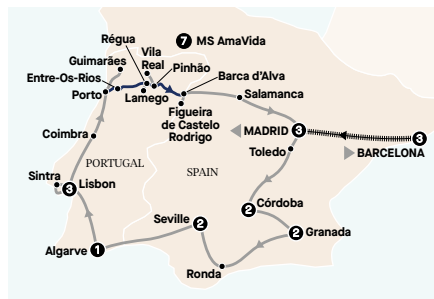 Régua
Vila
Real
7 MS AmaVida
Guimarães
Pinhão
Entre-Os-Rios
Barca d'Alva
Porto
Lamego
Salamanca
Figueira
de Castelo
Rodrigo
Coimbra
MADRID 3
3
BARCELONA
Toledo
PORTUGAL
SPAIN
Sintra
3 Lisbon
Córdoba
2
Seville 2
2 Granada
Algarve 1
Ronda